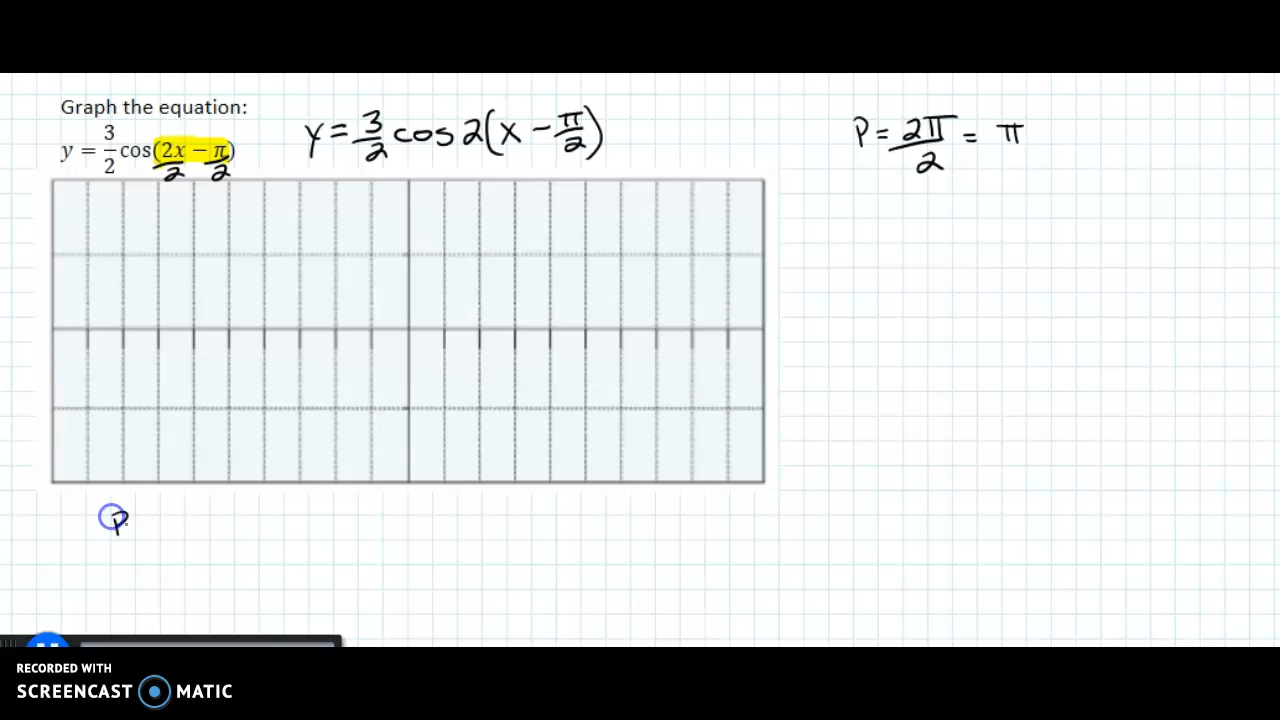 Graph the equation:
y = 3/2 cos(2x − π)
2 2
y = 3/2 cos 2(x − π/2)
P = 2π/2 = π
P
RECORDED WITH
SCREENCAST MATIC